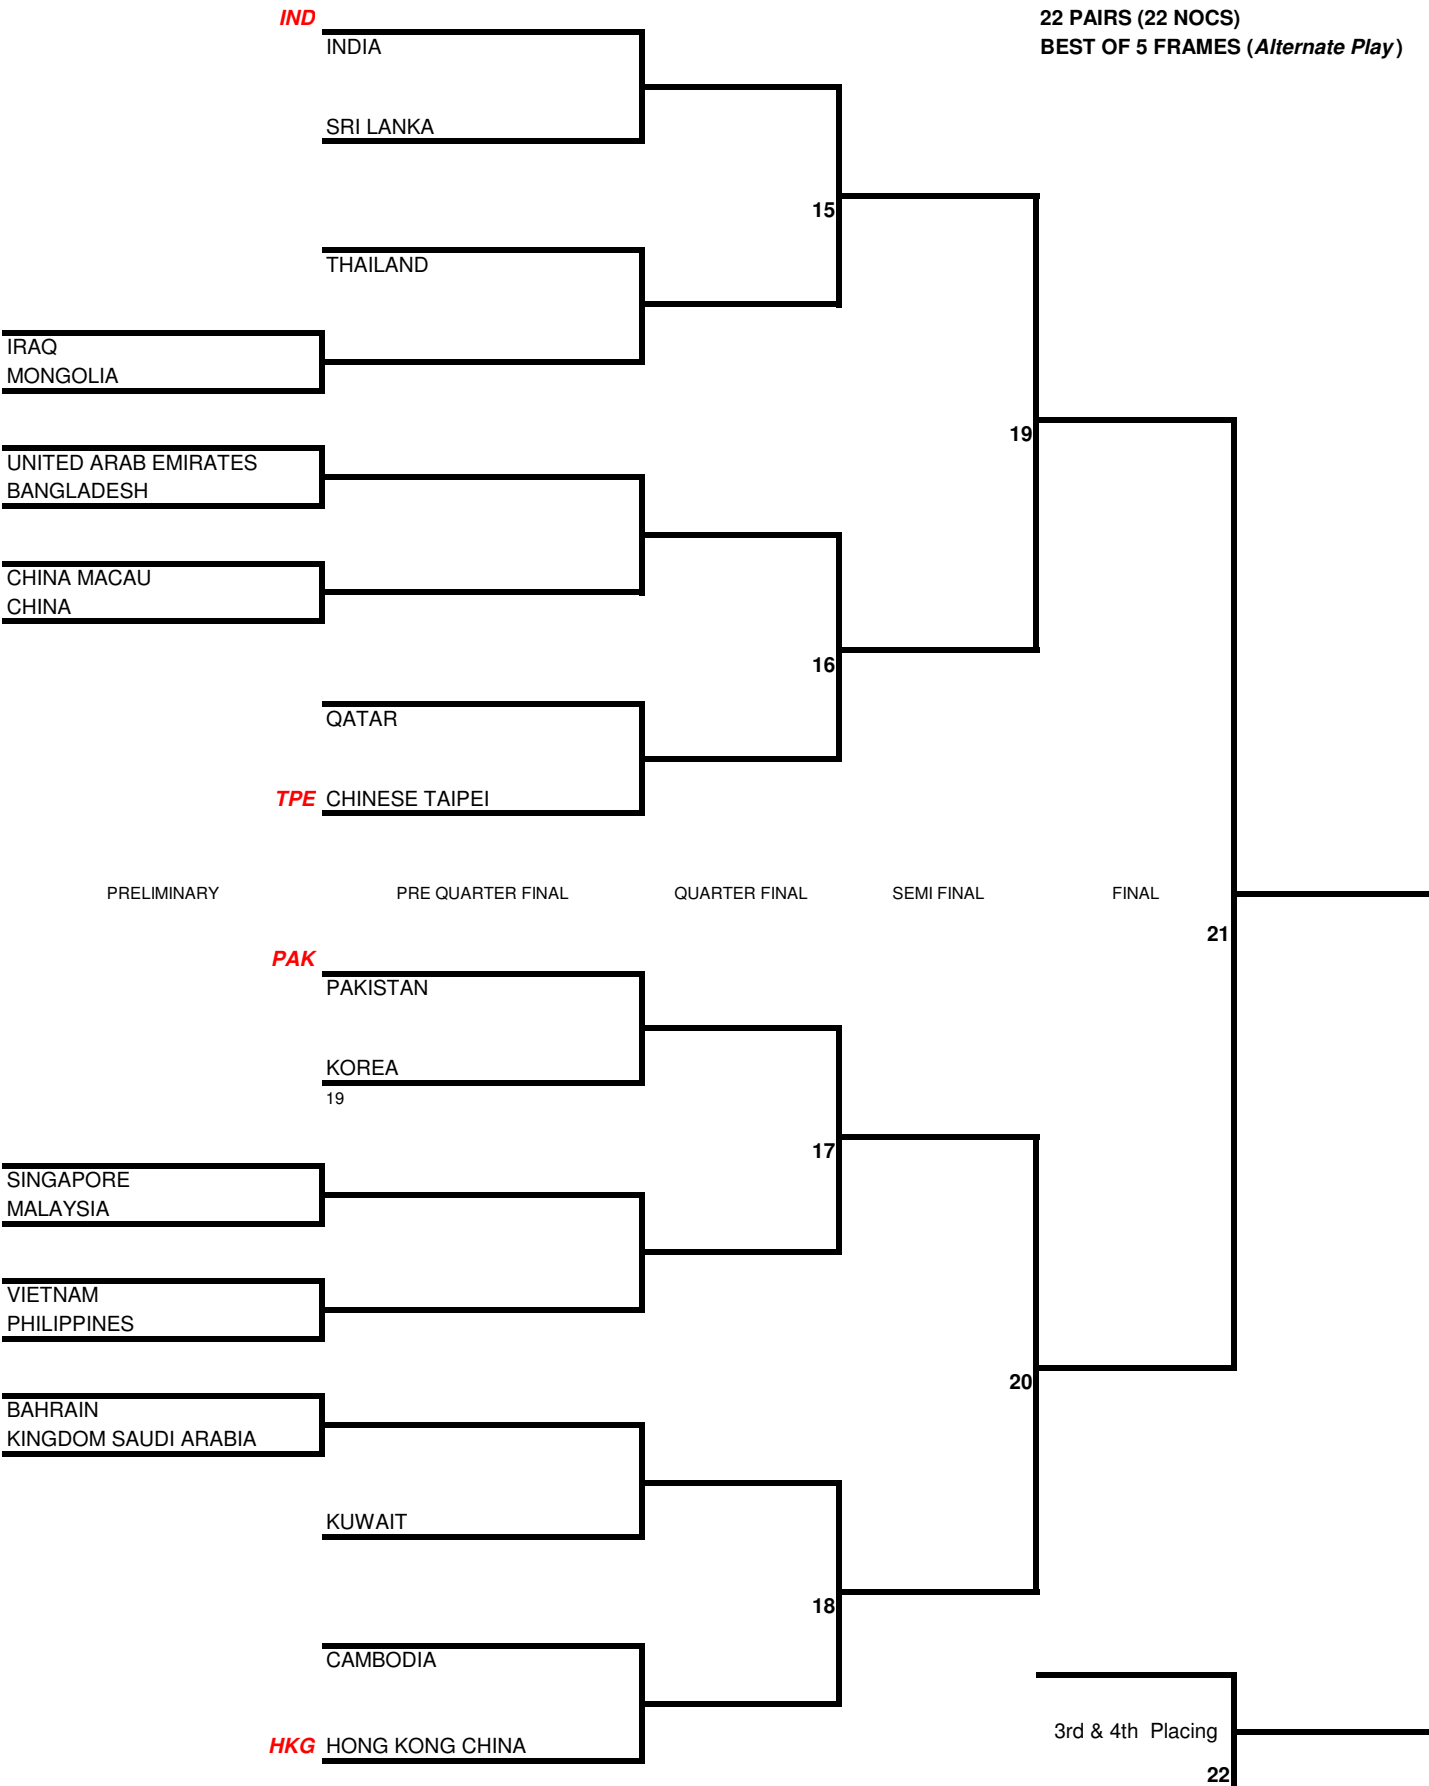 IND
22 PAIRS (22 NOCS)
INDIA
BEST OF 5 FRAMES (Alternate Play)
SRI LANKA
15
THAILAND
IRAQ
MONGOLIA
19
UNITED ARAB EMIRATES
BANGLADESH
CHINA MACAU
CHINA
16
QATAR
TPE CHINESE TAIPEI
PRELIMINARY PRE QUARTER FINAL QUARTER FINAL SEMI FINAL FINAL
21
PAK
PAKISTAN
KOREA
19
17
SINGAPORE
MALAYSIA
VIETNAM
PHILIPPINES
20
BAHRAIN
KINGDOM SAUDI ARABIA
KUWAIT
18
CAMBODIA
3rd & 4th Placing
HKG HONG KONG CHINA
22